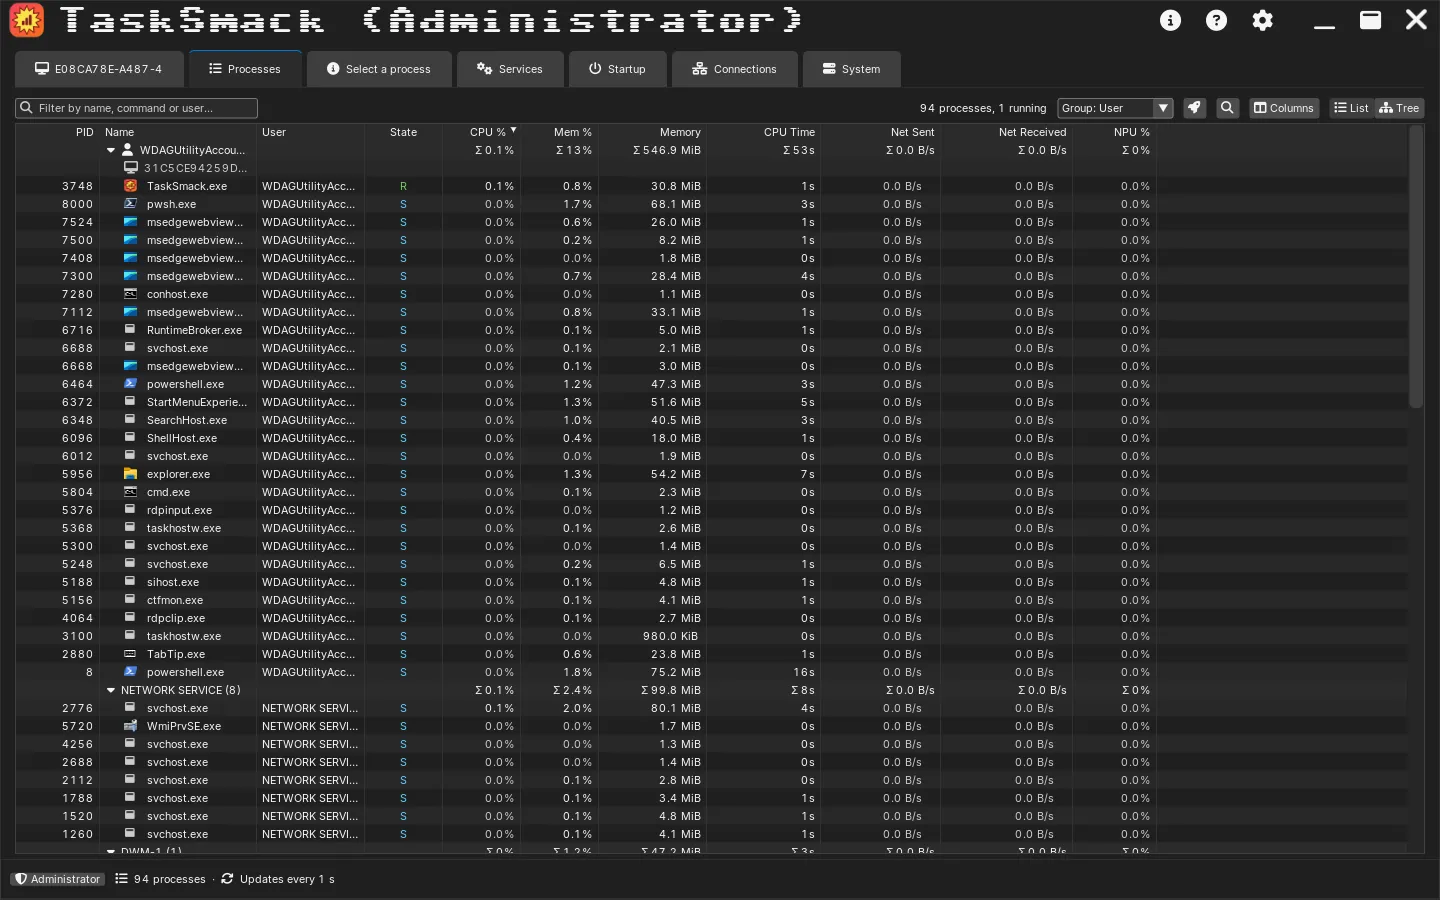 TaskSmack (Administrator)
E08CA78E-A487-4 Processes Select a process Services Startup Connections System
Filter by name, command or user... 94 processes, 1 running Group: User Columns List Tree
PID Name User State CPU % Mem % Memory CPU Time Net Sent Net Received NPU %
WDAGUtilityAccou... Σ 0.1% Σ 13% Σ 546.9 MiB Σ 53s Σ 0.0 B/s Σ 0.0 B/s Σ 0%
31C5CE94259D...
3748 TaskSmack.exe WDAGUtilityAcc... R 0.1% 0.8% 30.8 MiB 1s 0.0 B/s 0.0 B/s 0.0%
8000 pwsh.exe WDAGUtilityAcc... S 0.0% 1.7% 68.1 MiB 3s 0.0 B/s 0.0 B/s 0.0%
7524 msedgewebview... WDAGUtilityAcc... S 0.0% 0.6% 26.0 MiB 1s 0.0 B/s 0.0 B/s 0.0%
7500 msedgewebview... WDAGUtilityAcc... S 0.0% 0.2% 8.2 MiB 1s 0.0 B/s 0.0 B/s 0.0%
7408 msedgewebview... WDAGUtilityAcc... S 0.0% 0.0% 1.8 MiB 0s 0.0 B/s 0.0 B/s 0.0%
7300 msedgewebview... WDAGUtilityAcc... S 0.0% 0.7% 28.4 MiB 4s 0.0 B/s 0.0 B/s 0.0%
7280 conhost.exe WDAGUtilityAcc... S 0.0% 0.0% 1.1 MiB 0s 0.0 B/s 0.0 B/s 0.0%
7112 msedgewebview... WDAGUtilityAcc... S 0.0% 0.8% 33.1 MiB 1s 0.0 B/s 0.0 B/s 0.0%
6716 RuntimeBroker.exe WDAGUtilityAcc... S 0.0% 0.1% 5.0 MiB 1s 0.0 B/s 0.0 B/s 0.0%
6688 svchost.exe WDAGUtilityAcc... S 0.0% 0.1% 2.1 MiB 0s 0.0 B/s 0.0 B/s 0.0%
6668 msedgewebview... WDAGUtilityAcc... S 0.0% 0.1% 3.0 MiB 0s 0.0 B/s 0.0 B/s 0.0%
6464 powershell.exe WDAGUtilityAcc... S 0.0% 1.2% 47.3 MiB 3s 0.0 B/s 0.0 B/s 0.0%
6372 StartMenuExperie... WDAGUtilityAcc... S 0.0% 1.3% 51.6 MiB 5s 0.0 B/s 0.0 B/s 0.0%
6348 SearchHost.exe WDAGUtilityAcc... S 0.0% 1.0% 40.5 MiB 3s 0.0 B/s 0.0 B/s 0.0%
6096 ShellHost.exe WDAGUtilityAcc... S 0.0% 0.4% 18.0 MiB 1s 0.0 B/s 0.0 B/s 0.0%
6012 svchost.exe WDAGUtilityAcc... S 0.0% 0.0% 1.9 MiB 0s 0.0 B/s 0.0 B/s 0.0%
5956 explorer.exe WDAGUtilityAcc... S 0.0% 1.3% 54.2 MiB 7s 0.0 B/s 0.0 B/s 0.0%
5804 cmd.exe WDAGUtilityAcc... S 0.0% 0.1% 2.3 MiB 0s 0.0 B/s 0.0 B/s 0.0%
5376 rdpinput.exe WDAGUtilityAcc... S 0.0% 0.0% 1.2 MiB 0s 0.0 B/s 0.0 B/s 0.0%
5368 taskhostw.exe WDAGUtilityAcc... S 0.0% 0.1% 2.6 MiB 0s 0.0 B/s 0.0 B/s 0.0%
5300 svchost.exe WDAGUtilityAcc... S 0.0% 0.0% 1.4 MiB 0s 0.0 B/s 0.0 B/s 0.0%
5248 svchost.exe WDAGUtilityAcc... S 0.0% 0.2% 6.5 MiB 1s 0.0 B/s 0.0 B/s 0.0%
5188 sihost.exe WDAGUtilityAcc... S 0.0% 0.1% 4.8 MiB 1s 0.0 B/s 0.0 B/s 0.0%
5156 ctfmon.exe WDAGUtilityAcc... S 0.0% 0.1% 4.1 MiB 1s 0.0 B/s 0.0 B/s 0.0%
4064 rdpclip.exe WDAGUtilityAcc... S 0.0% 0.1% 2.7 MiB 0s 0.0 B/s 0.0 B/s 0.0%
3100 taskhostw.exe WDAGUtilityAcc... S 0.0% 0.0% 980.0 KiB 0s 0.0 B/s 0.0 B/s 0.0%
2880 TabTip.exe WDAGUtilityAcc... S 0.0% 0.6% 23.8 MiB 1s 0.0 B/s 0.0 B/s 0.0%
8 powershell.exe WDAGUtilityAcc... S 0.0% 1.8% 75.2 MiB 16s 0.0 B/s 0.0 B/s 0.0%
NETWORK SERVICE (8) Σ 0.1% Σ 2.4% Σ 99.8 MiB Σ 8s Σ 0.0 B/s Σ 0.0 B/s Σ 0%
2776 svchost.exe NETWORK SERVI... S 0.1% 2.0% 80.1 MiB 4s 0.0 B/s 0.0 B/s 0.0%
5720 WmiPrvSE.exe NETWORK SERVI... S 0.0% 0.0% 1.7 MiB 0s 0.0 B/s 0.0 B/s 0.0%
4256 svchost.exe NETWORK SERVI... S 0.0% 0.0% 1.3 MiB 0s 0.0 B/s 0.0 B/s 0.0%
2688 svchost.exe NETWORK SERVI... S 0.0% 0.0% 1.4 MiB 0s 0.0 B/s 0.0 B/s 0.0%
2112 svchost.exe NETWORK SERVI... S 0.0% 0.1% 2.8 MiB 0s 0.0 B/s 0.0 B/s 0.0%
1788 svchost.exe NETWORK SERVI... S 0.0% 0.1% 3.4 MiB 1s 0.0 B/s 0.0 B/s 0.0%
1520 svchost.exe NETWORK SERVI... S 0.0% 0.1% 4.8 MiB 1s 0.0 B/s 0.0 B/s 0.0%
1260 svchost.exe NETWORK SERVI... S 0.0% 0.1% 4.1 MiB 1s 0.0 B/s 0.0 B/s 0.0%
DWM-1 (1) Σ 0% Σ 1.2% Σ 47.2 MiB Σ 3s Σ 0.0 B/s Σ 0.0 B/s Σ 0%
Administrator 94 processes · Updates every 1 s